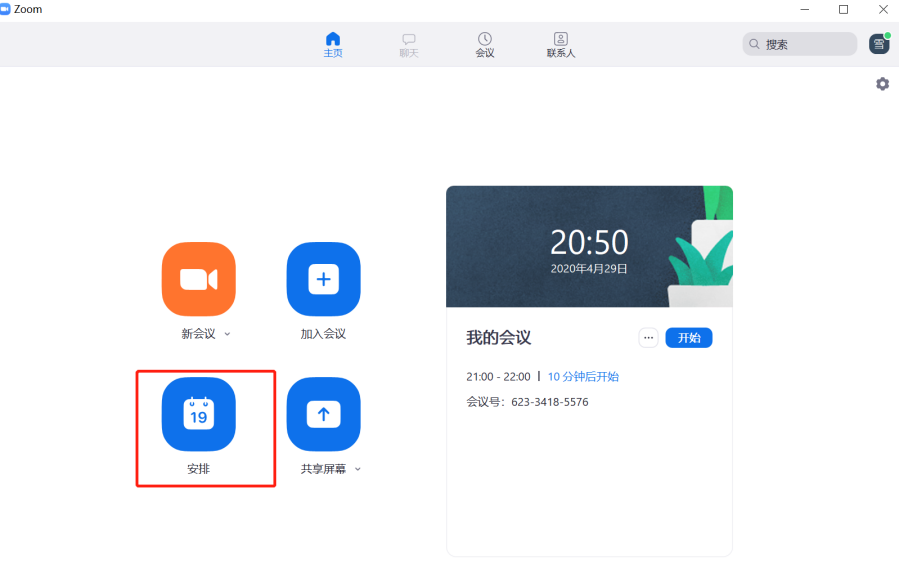 Zoom
主页
聊天
会议
联系人
搜索
20:50
2020年4月29日
新会议
加入会议
我的会议
开始
21:00 - 22:00 | 10 分钟后开始
会议号：623-3418-5576
19
安排
共享屏幕